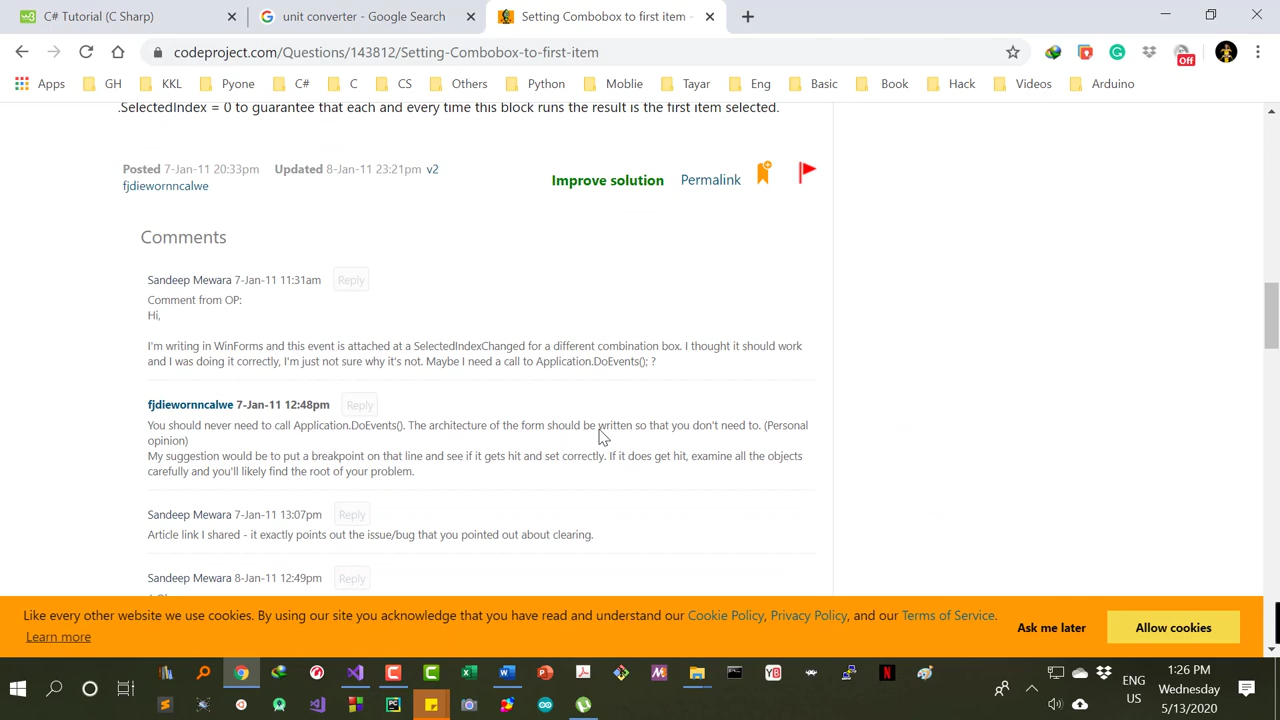 C# Tutorial (C Sharp)
unit converter - Google Search
Setting Combobox to first item -
codeproject.com/Questions/143812/Setting-Combobox-to-first-item
Off
Apps GH KKL Pyone C# C CS Others Python Moblie Tayar Eng Basic Book Hack Videos Arduino
.SelectedIndex = 0 to guarantee that each and every time this block runs the result is the first item selected.
Posted 7-Jan-11 20:33pm Updated 8-Jan-11 23:21pm v2
fjdiewornncalwe
Improve solution Permalink
Comments
Sandeep Mewara 7-Jan-11 11:31am Reply
Comment from OP:
Hi,
I'm writing in WinForms and this event is attached at a SelectedIndexChanged for a different combination box. I thought it should work
and I was doing it correctly, I'm just not sure why it's not. Maybe I need a call to Application.DoEvents(); ?
fjdiewornncalwe 7-Jan-11 12:48pm Reply
You should never need to call Application.DoEvents(). The architecture of the form should be written so that you don't need to. (Personal
opinion)
My suggestion would be to put a breakpoint on that line and see if it gets hit and set correctly. If it does get hit, examine all the objects
carefully and you'll likely find the root of your problem.
Sandeep Mewara 7-Jan-11 13:07pm Reply
Article link I shared - it exactly points out the issue/bug that you pointed out about clearing.
Sandeep Mewara 8-Jan-11 12:49pm Reply
Like every other website we use cookies. By using our site you acknowledge that you have read and understand our Cookie Policy, Privacy Policy, and our Terms of Service.
Learn more
Ask me later
Allow cookies
ENG
US
1:26 PM
Wednesday
5/13/2020